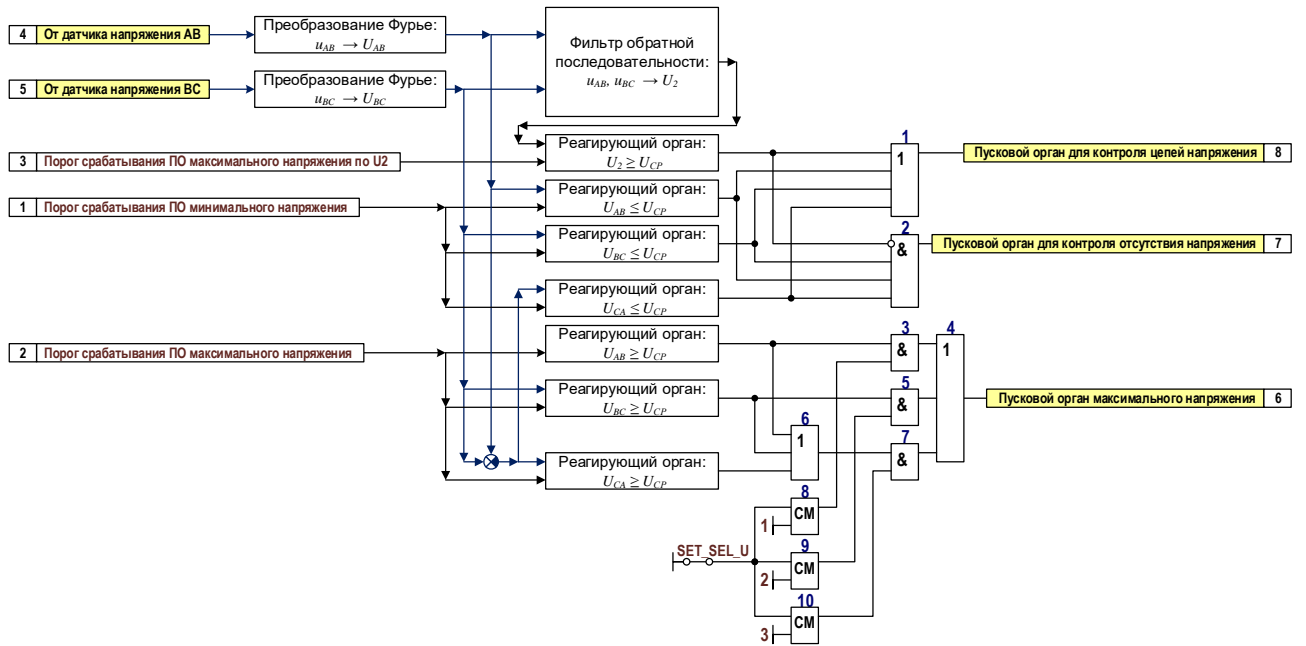 4 От датчика напряжения АВ
Преобразование Фурье:
uAB → UAB
Фильтр обратной
последовательности:
uAB, uBC → U2
5 От датчика напряжения ВС
Преобразование Фурье:
uBC → UBC
3 Порог срабатывания ПО максимального напряжения по U2
Реагирующий орган:
U2 ≥ UCP
1
1
Пусковой орган для контроля цепей напряжения 8
1 Порог срабатывания ПО минимального напряжения
Реагирующий орган:
UAB ≤ UCP
Реагирующий орган:
UBC ≤ UCP
2
&
Пусковой орган для контроля отсутствия напряжения 7
Реагирующий орган:
UCA ≤ UCP
2 Порог срабатывания ПО максимального напряжения
Реагирующий орган:
UAB ≥ UCP
3
&
4
1
Реагирующий орган:
UBC ≥ UCP
5
&
Пусковой орган максимального напряжения 6
6
1
7
&
Реагирующий орган:
UCA ≥ UCP
8
СМ
1
SET_SEL_U
9
СМ
2
10
СМ
3